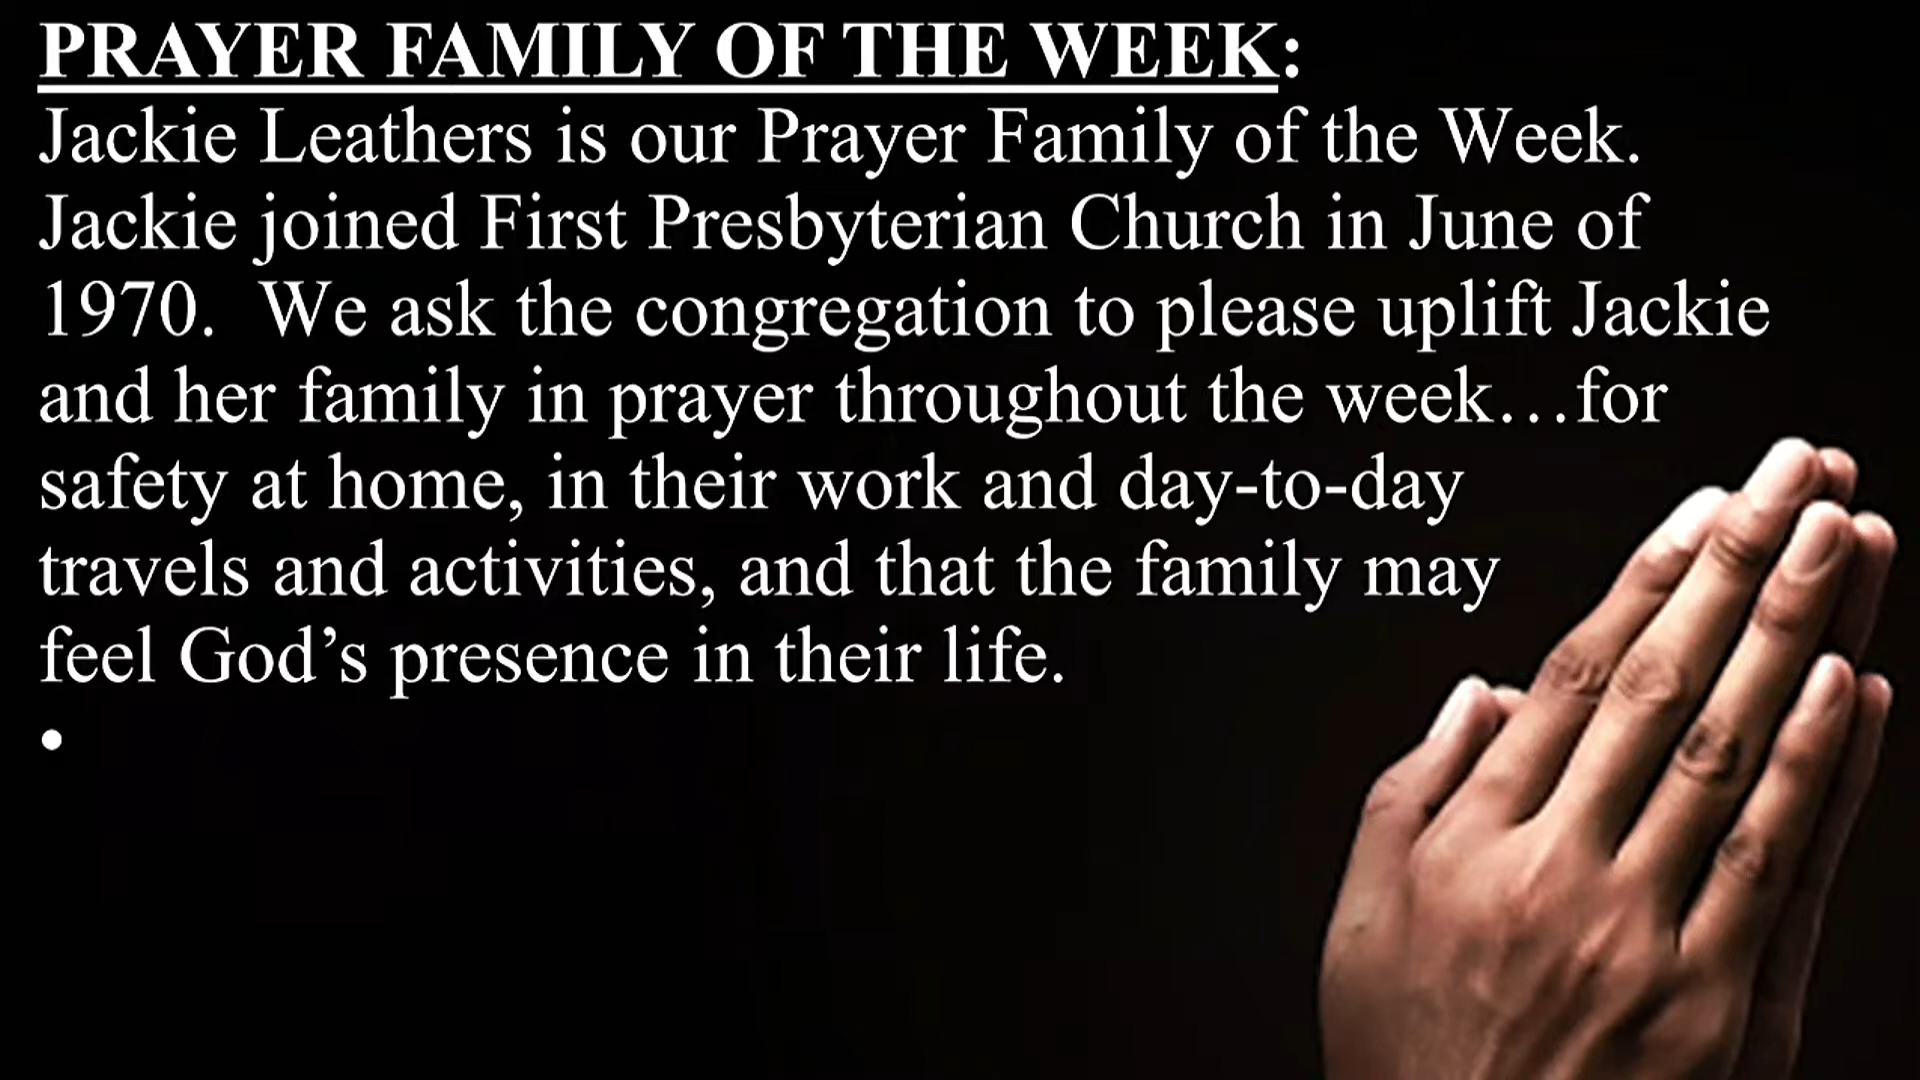 PRAYER FAMILY OF THE WEEK:
Jackie Leathers is our Prayer Family of the Week.
Jackie joined First Presbyterian Church in June of
1970.  We ask the congregation to please uplift Jackie
and her family in prayer throughout the week…for
safety at home, in their work and day-to-day
travels and activities, and that the family may
feel God’s presence in their life.
•